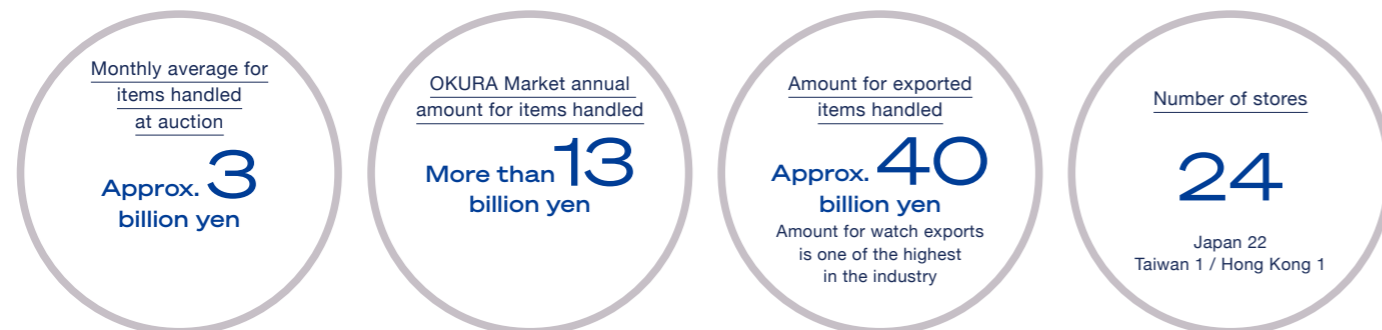 Monthly average for
items handled
at auction
Approx. 3
billion yen
OKURA Market annual
amount for items handled
More than 13
billion yen
Amount for exported
items handled
Approx. 40
billion yen
Amount for watch exports
is one of the highest
in the industry
Number of stores
24
Japan 22
Taiwan 1 / Hong Kong 1